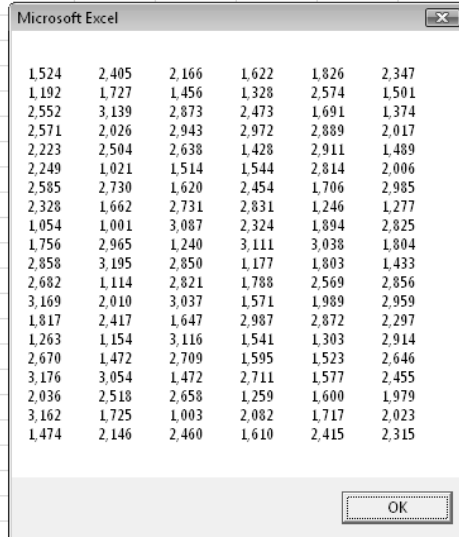 Microsoft Excel
1,524 2,405 2,166 1,622 1,826 2,347
1,192 1,727 1,456 1,328 2,574 1,501
2,552 3,139 2,873 2,473 1,691 1,374
2,571 2,026 2,943 2,972 2,889 2,017
2,223 2,504 2,638 1,428 2,911 1,489
2,249 1,021 1,514 1,544 2,814 2,006
2,585 2,730 1,620 2,454 1,706 2,985
2,328 1,662 2,731 2,831 1,246 1,277
1,054 1,001 3,087 2,324 1,894 2,825
1,756 2,965 1,240 3,111 3,038 1,804
2,858 3,195 2,850 1,177 1,803 1,433
2,682 1,114 2,821 1,788 2,569 2,856
3,169 2,010 3,037 1,571 1,989 2,959
1,817 2,417 1,647 2,987 2,872 2,297
1,263 1,154 3,116 1,541 1,303 2,914
2,670 1,472 2,709 1,595 1,523 2,646
3,176 3,054 1,472 2,711 1,577 2,455
2,036 2,518 2,658 1,259 1,600 1,979
3,162 1,725 1,003 2,082 1,717 2,023
1,474 2,146 2,460 1,610 2,415 2,315
OK